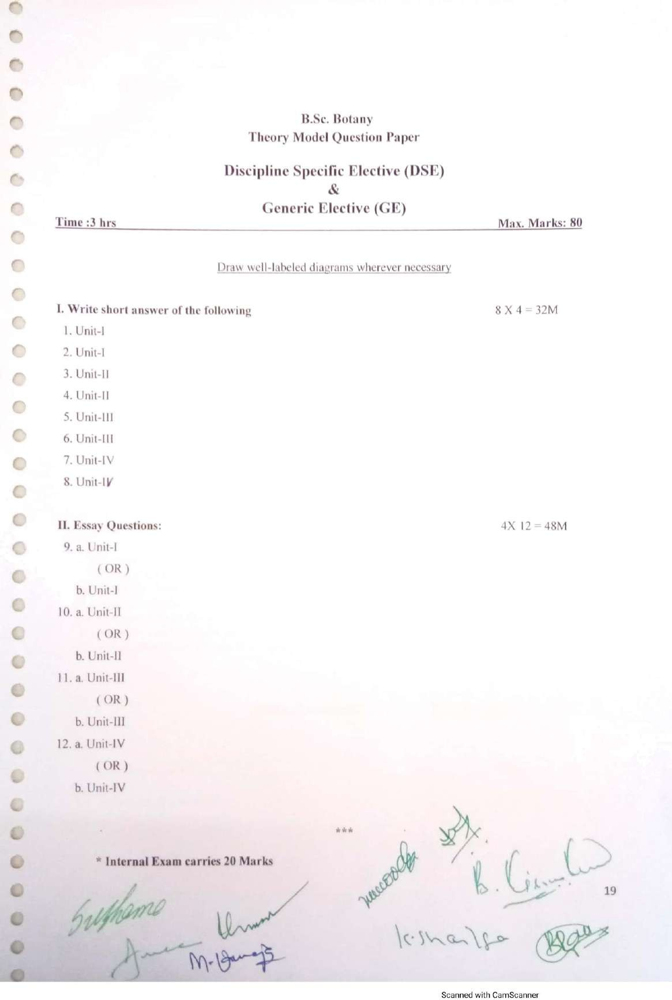 B.Sc. Botany
Theory Model Question Paper
Discipline Specific Elective (DSE)
&
Generic Elective (GE)
Time :3 hrs Max. Marks: 80
Draw well-labeled diagrams wherever necessary
I. Write short answer of the following 8 X 4 = 32M
1. Unit-I
2. Unit-I
3. Unit-II
4. Unit-II
5. Unit-III
6. Unit-III
7. Unit-IV
8. Unit-IV
II. Essay Questions: 4X 12 = 48M
9. a. Unit-I
( OR )
b. Unit-I
10. a. Unit-II
( OR )
b. Unit-II
11. a. Unit-III
( OR )
b. Unit-III
12. a. Unit-IV
( OR )
b. Unit-IV
***
* Internal Exam carries 20 Marks
19
Scanned with CamScanner